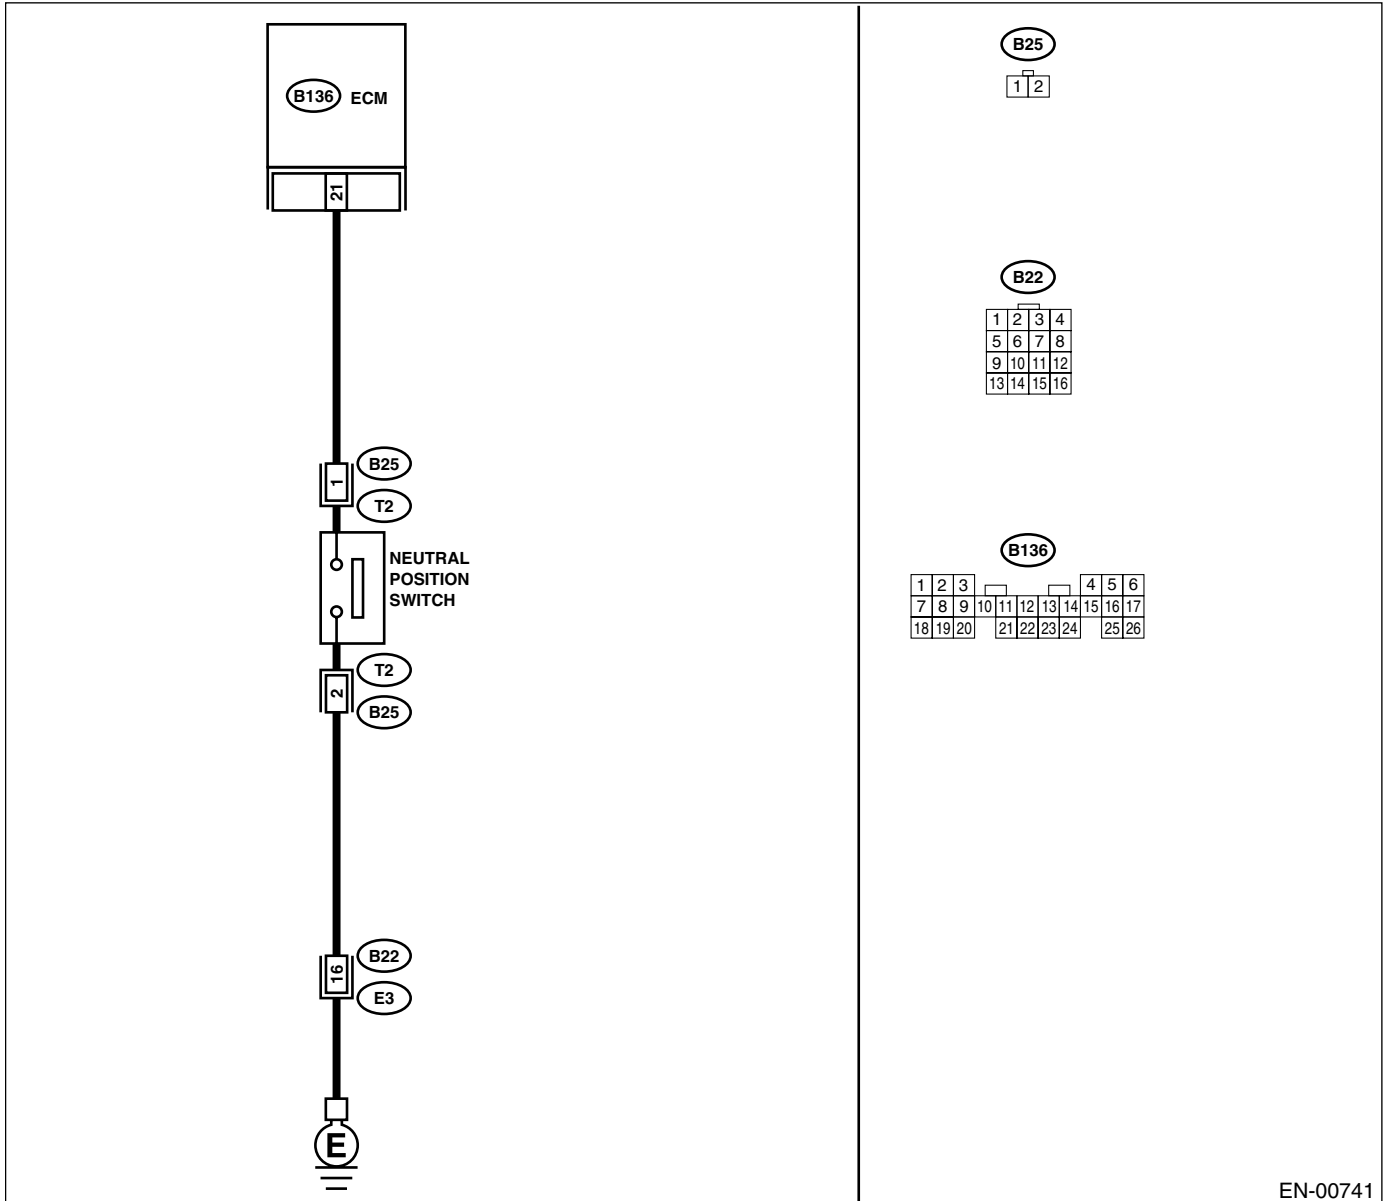 B136 ECM
21
B25
1
T2
NEUTRAL
POSITION
SWITCH
T2
2
B25
B22
16
E3
E
B25
1 2
B22
1 2 3 4
5 6 7 8
9 10 11 12
13 14 15 16
B136
1 2 3 4 5 6
7 8 9 10 11 12 13 14 15 16 17
18 19 20 21 22 23 24 25 26
EN-00741